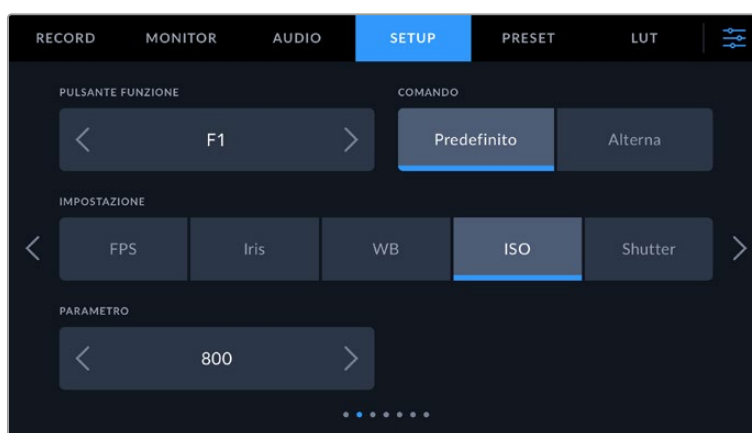 RECORD MONITOR AUDIO SETUP PRESET LUT
PULSANTE FUNZIONE COMANDO
F1 Predefinito Alterna
IMPOSTAZIONE
FPS Iris WB ISO Shutter
PARAMETRO
800